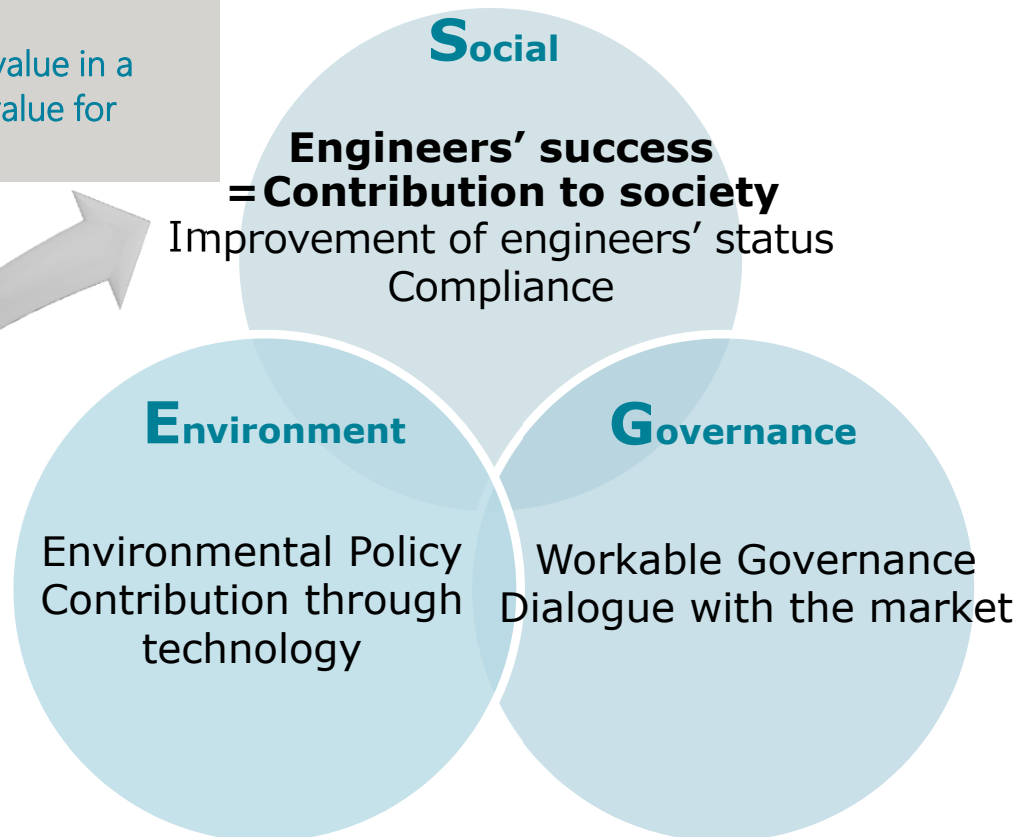 value in a
value for
Social
Engineers’ success
=Contribution to society
Improvement of engineers’ status
Compliance
Environment
Environmental Policy
Contribution through
technology
Governance
Workable Governance
Dialogue with the market